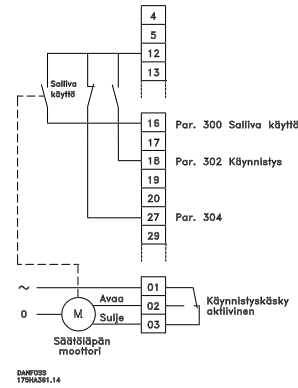 4
5
12
13
Salliva
käyttö
16 Par. 300 Salliva käyttö
17
18 Par. 302 Käynnistys
19
20
27 Par. 304
29
~
01
0
M
Avaa
02
Sulje
03
Käynnistyskäsky
aktiivinen
Säätöläpän
moottori
DANFOSS
175HA381.14